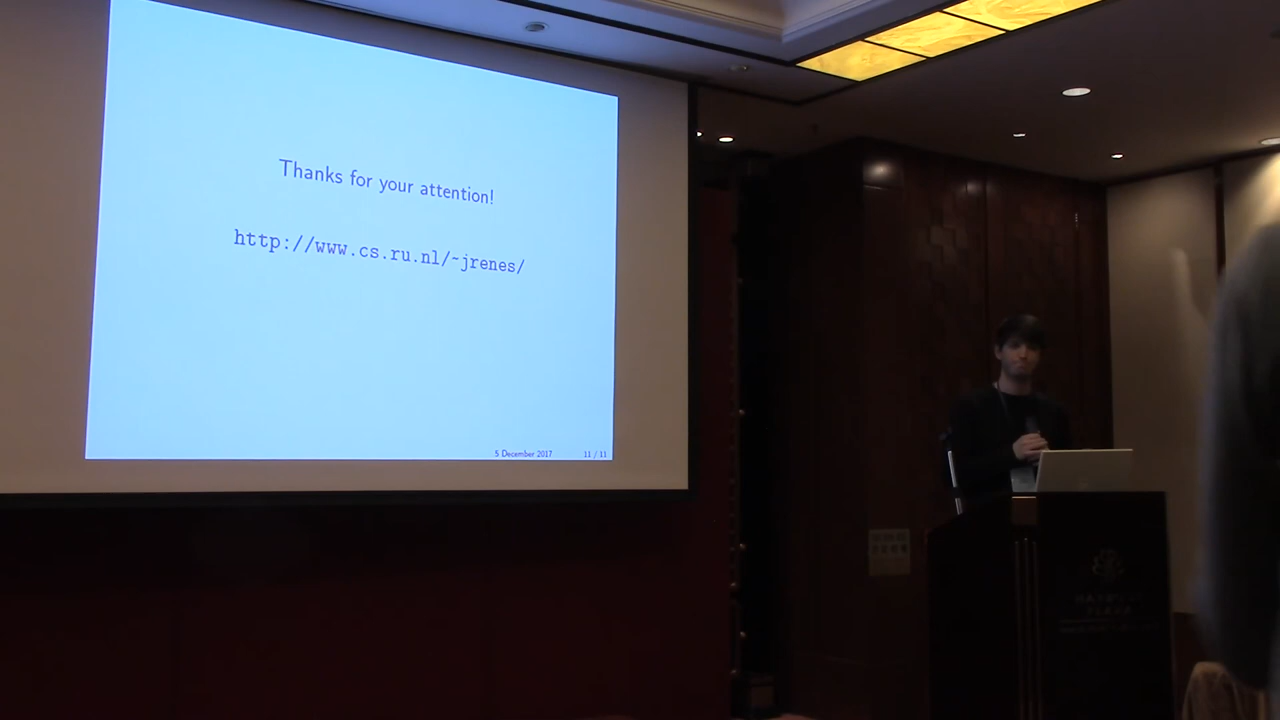 Thanks for your attention!
http://www.cs.ru.nl/~jrenes/
5 December 2017 11 / 11